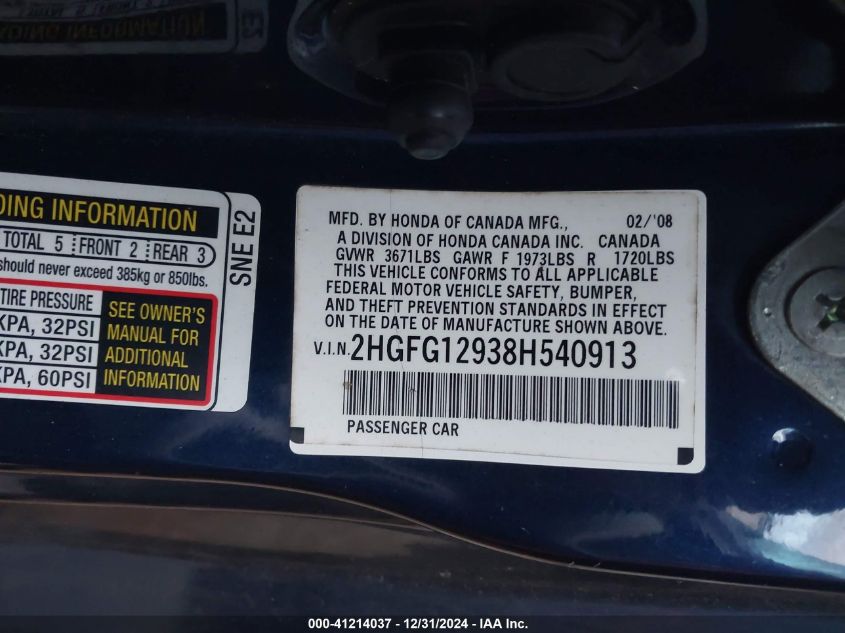 DING INFORMATION
TOTAL 5 FRONT 2 REAR 3
should never exceed 385kg or 850lbs.
TIRE PRESSURE
KPA, 32PSI
KPA, 32PSI
KPA, 60PSI
SEE OWNER'S
MANUAL FOR
ADDITIONAL
INFORMATION
SNE E2
MFD. BY HONDA OF CANADA MFG., 02/'08
A DIVISION OF HONDA CANADA INC. CANADA
GVWR 3671LBS GAWR F 1973LBS R 1720LBS
THIS VEHICLE CONFORMS TO ALL APPLICABLE
FEDERAL MOTOR VEHICLE SAFETY, BUMPER,
AND THEFT PREVENTION STANDARDS IN EFFECT
ON THE DATE OF MANUFACTURE SHOWN ABOVE.
V.I.N. 2HGFG12938H540913
PASSENGER CAR
000-41214037 - 12/31/2024 - IAA Inc.